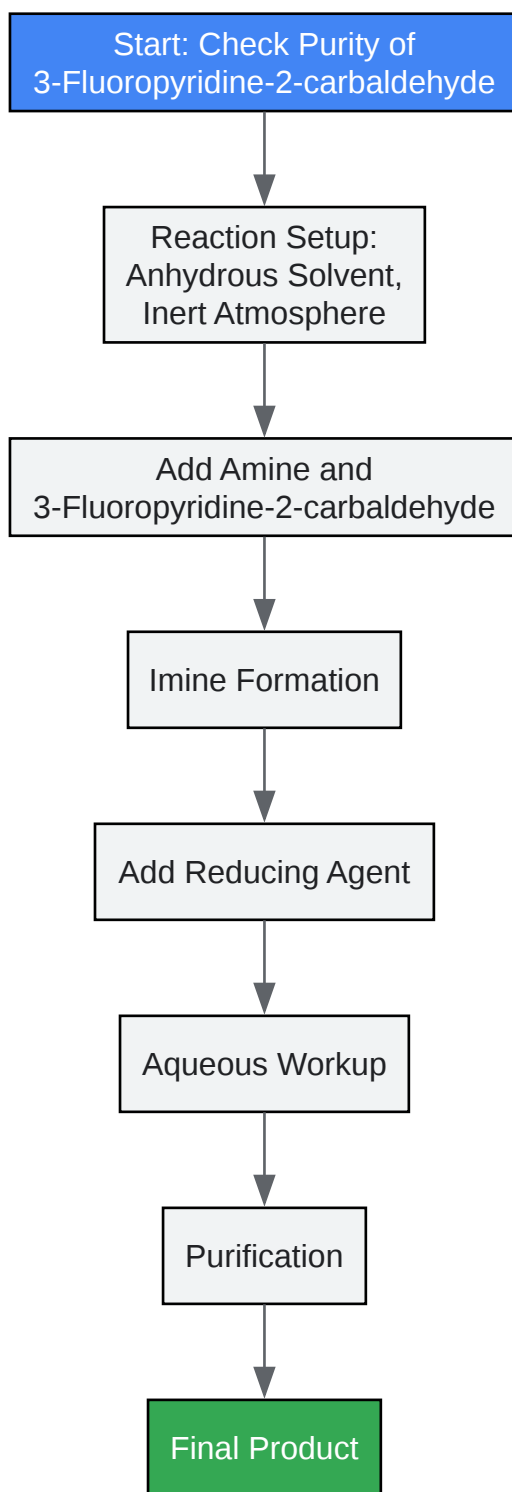 Start: Check Purity of
3-Fluoropyridine-2-carbaldehyde
Reaction Setup:
Anhydrous Solvent,
Inert Atmosphere
Add Amine and
3-Fluoropyridine-2-carbaldehyde
Imine Formation
Add Reducing Agent
Aqueous Workup
Purification
Final Product